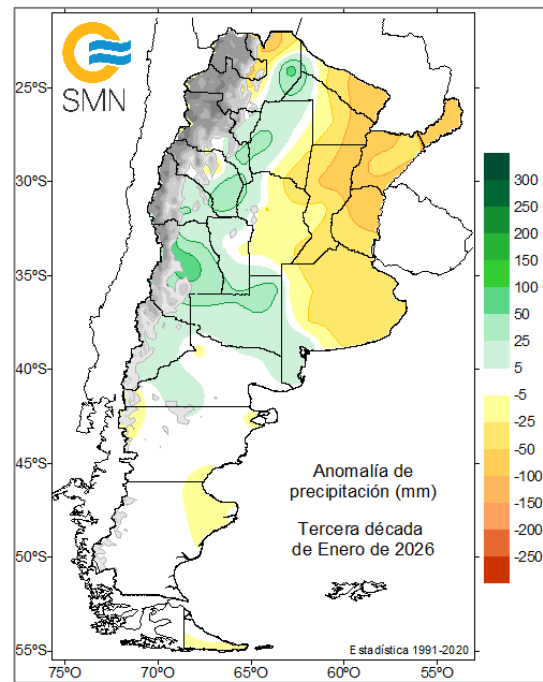 SMN
25°S
30°S
35°S
40°S
45°S
50°S
55°S
75°O
70°O
65°O
60°O
55°O
300
250
200
150
100
50
25
5
-5
-25
-50
-100
-150
-200
-250
Anomalía de
precipitación (mm)
Tercera década
de Enero de 2026
Estadística 1991-2020